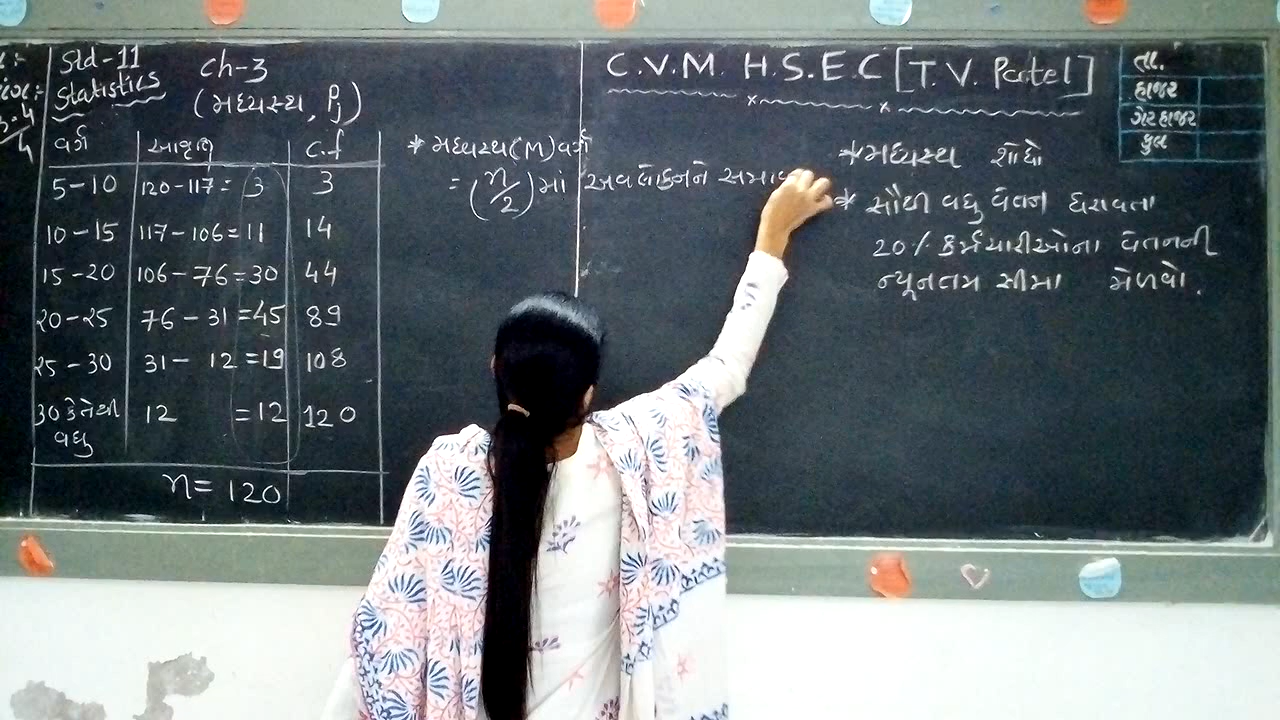 Std-11
Statistics
Ch-3
(મધ્યસ્થ, Pj)
વર્ગ આવૃત્તિ C.f
5-10 120-117= 3 3
10-15 117-106=11 14
15-20 106-76=30 44
20-25 76-31=45 89
25-30 31- 12=19 108
30 કે તેથી વધુ 12 =12 120
n= 120
* મધ્યસ્થ(M)વર્ગ
= (n/2)માં અવલોકનને
C.V.M. H.S.E.C [T.V. Patel]
* મધ્યસ્થ શોધો
* સૌથી વધુ વેતન ધરાવતા
20% કર્મચારીઓના વેતનની
ન્યૂનતમ સીમા મેળવો.
તા.
હાજર
ગેરહાજર
કુલ